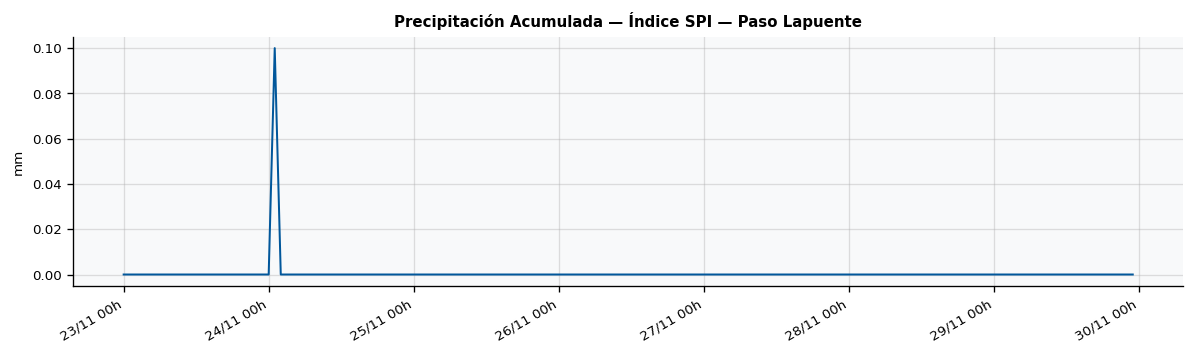 Precipitación Acumulada — Índice SPI — Paso Lapuente
0.10
0.08
0.06
0.04
0.02
0.00
mm
23/11 00h
24/11 00h
25/11 00h
26/11 00h
27/11 00h
28/11 00h
29/11 00h
30/11 00h